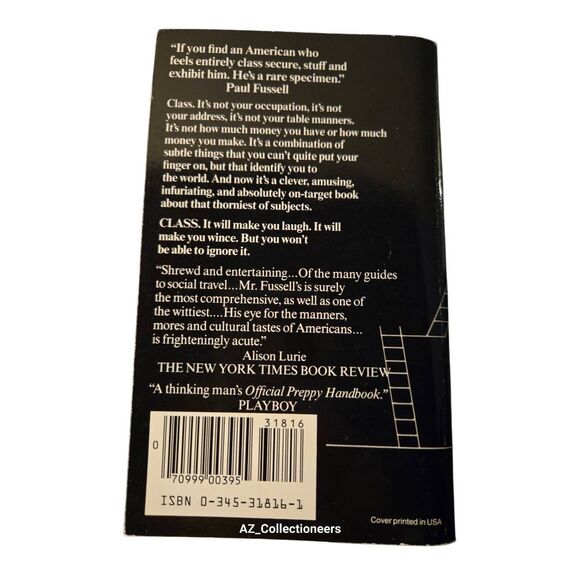 “If you find an American who
feels entirely class secure, stuff and
exhibit him. He's a rare specimen.”
Paul Fussell
Class. It's not your occupation, it's not
your address, it's not your table manners.
It's not how much money you have or how much
money you make. It's a combination of
subtle things that you can't quite put your
finger on, but that identify you to
the world. And now it's a clever, amusing,
infuriating, and absolutely on-target book
about that thorniest of subjects.
CLASS. It will make you laugh. It will
make you wince. But you won't
be able to ignore it.
“Shrewd and entertaining...Of the many guides
to social travel...Mr. Fussell's is surely
the most comprehensive, as well as one of
the wittiest....His eye for the manners,
mores and cultural tastes of Americans...
is frighteningly acute.”
Alison Lurie
THE NEW YORK TIMES BOOK REVIEW
“A thinking man's Official Preppy Handbook.”
PLAYBOY
31816
0
70999 00395
ISBN 0-345-31816-1
Cover printed in USA
AZ_Collectioneers